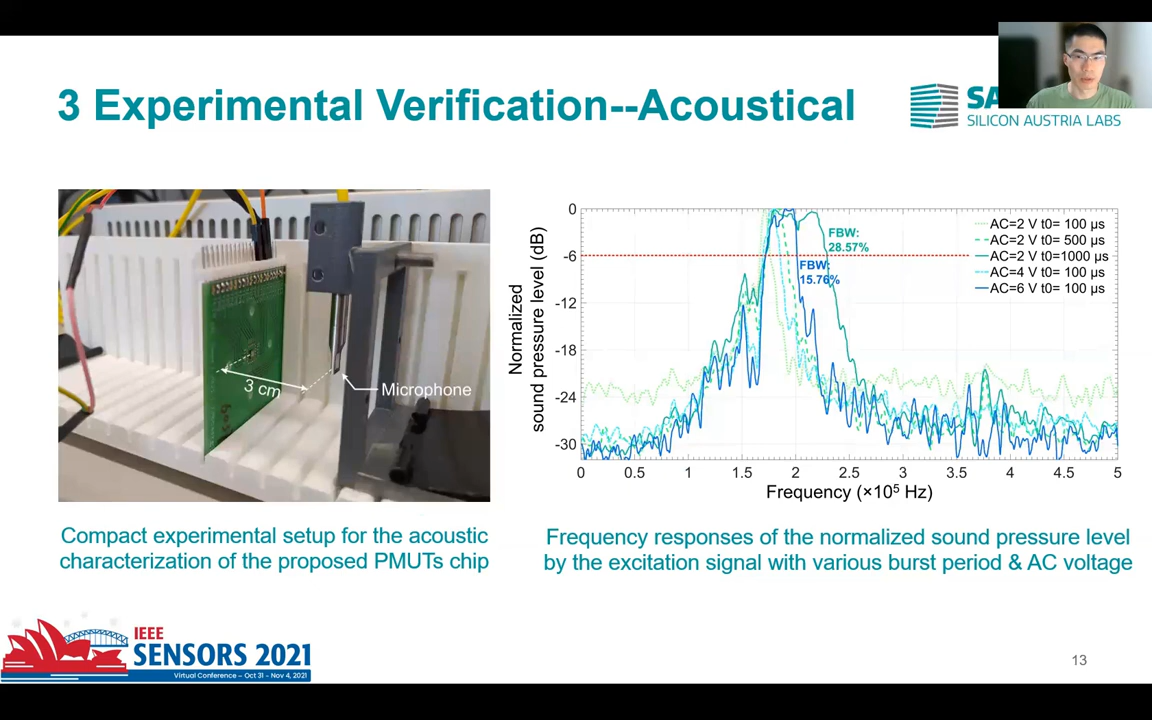 3 Experimental Verification--Acoustical
SILICON AUSTRIA LABS
3 cm
Microphone
Normalized
sound pressure level (dB)
0
-6
-12
-18
-24
-30
FBW:
28.57%
FBW:
15.76%
AC=2 V t0= 100 μs
AC=2 V t0= 500 μs
AC=2 V t0=1000 μs
AC=4 V t0= 100 μs
AC=6 V t0= 100 μs
0 0.5 1 1.5 2 2.5 3 3.5 4 4.5 5
Frequency (×10⁵ Hz)
Compact experimental setup for the acoustic
characterization of the proposed PMUTs chip
Frequency responses of the normalized sound pressure level
by the excitation signal with various burst period & AC voltage
IEEE
SENSORS 2021
Virtual Conference – Oct 31 - Nov 4, 2021
13